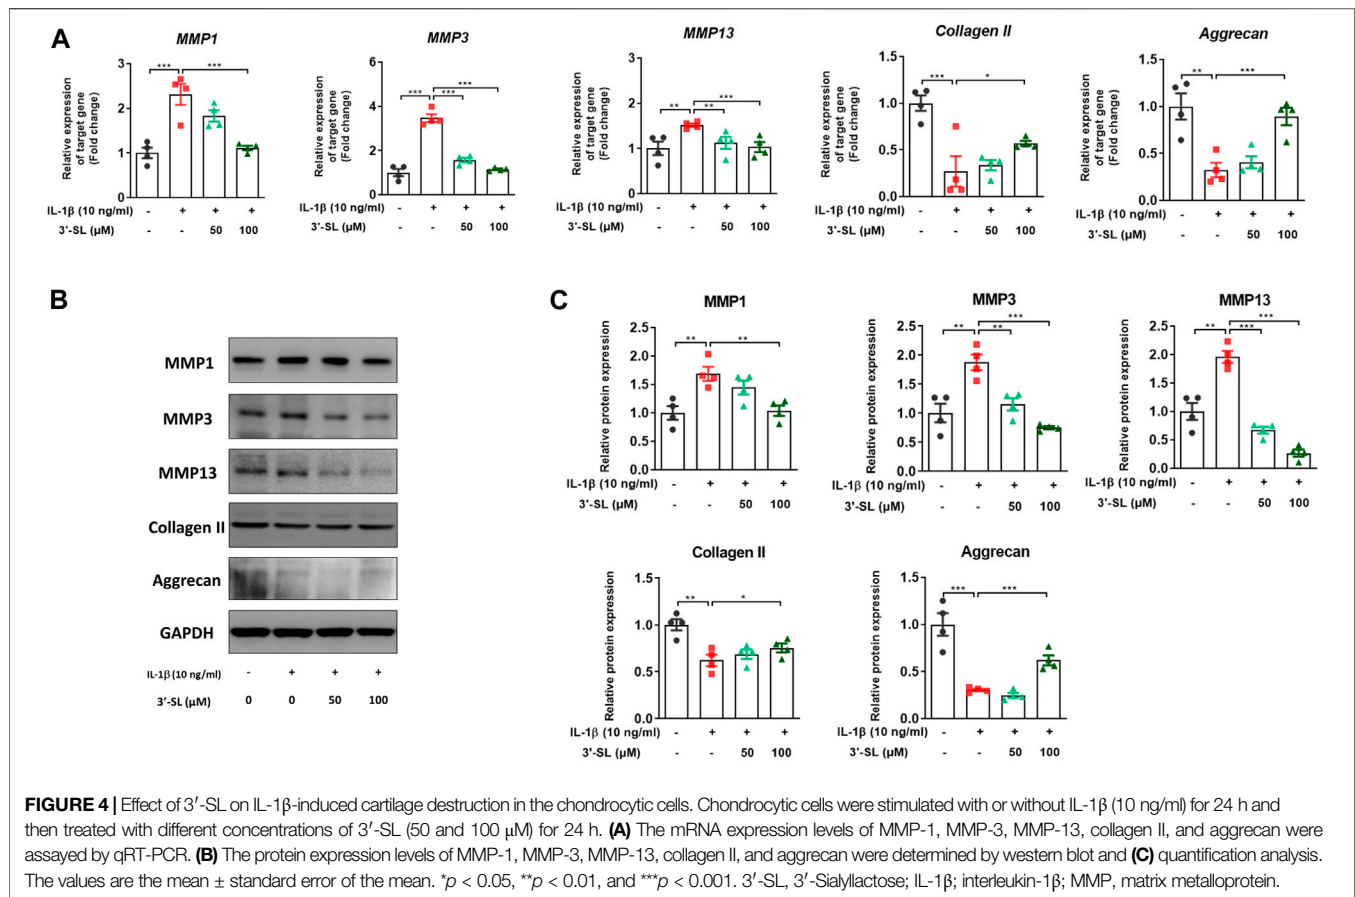 A
MMP1
Relative expression
of target gene
(Fold change)
3
2
1
0
***
***
IL-1β (10 ng/ml) - + + +
3'-SL (μM) - - 50 100
MMP3
Relative expression
of target gene
(Fold change)
6
4
2
0
***
***
***
IL-1β (10 ng/ml) - + + +
3'-SL (μM) - - 50 100
MMP13
Relative expression
of target gene
(Fold change)
3
2
1
0
**
**
***
IL-1β (10 ng/ml) - + + +
3'-SL (μM) - - 50 100
Collagen II
Relative expression
of target gene
(Fold change)
1.5
1.0
0.5
0.0
***
*
IL-1β (10 ng/ml) - + + +
3'-SL (μM) - - 50 100
Aggrecan
Relative expression
of target gene
(Fold change)
1.5
1.0
0.5
0.0
**
***
IL-1β (10 ng/ml) - + + +
3'-SL (μM) - - 50 100
B
MMP1
MMP3
MMP13
Collagen II
Aggrecan
GAPDH
IL-1β (10 ng/ml) - + + +
3'-SL (μM) 0 0 50 100
C
MMP1
Relative protein expression
2.5
2.0
1.5
1.0
0.5
0.0
**
**
IL-1β (10 ng/ml) - + + +
3'-SL (μM) - - 50 100
MMP3
Relative protein expression
2.5
2.0
1.5
1.0
0.5
0.0
**
**
***
IL-1β (10 ng/ml) - + + +
3'-SL (μM) - - 50 100
MMP13
Relative protein expression
2.5
2.0
1.5
1.0
0.5
0.0
**
***
***
IL-1β (10 ng/ml) - + + +
3'-SL (μM) - - 50 100
Collagen II
Relative protein expression
1.5
1.0
0.5
0.0
**
*
IL-1β (10 ng/ml) - + + +
3'-SL (μM) - - 50 100
Aggrecan
Relative protein expression
1.5
1.0
0.5
0.0
***
***
IL-1β (10 ng/ml) - + + +
3'-SL (μM) - - 50 100
FIGURE 4 | Effect of 3′-SL on IL-1β-induced cartilage destruction in the chondrocytic cells. Chondrocytic cells were stimulated with or without IL-1β (10 ng/ml) for 24 h and
then treated with different concentrations of 3′-SL (50 and 100 μM) for 24 h. (A) The mRNA expression levels of MMP-1, MMP-3, MMP-13, collagen II, and aggrecan were
assayed by qRT-PCR. (B) The protein expression levels of MMP-1, MMP-3, MMP-13, collagen II, and aggrecan were determined by western blot and (C) quantification analysis.
The values are the mean ± standard error of the mean. *p < 0.05, **p < 0.01, and ***p < 0.001. 3′-SL, 3′-Sialyllactose; IL-1β; interleukin-1β; MMP, matrix metalloprotein.